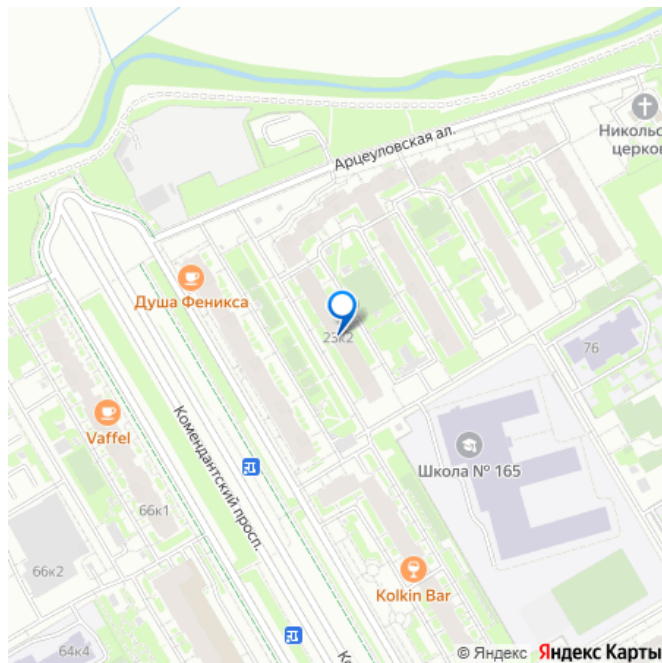 Арцеуловская ал.
Никольс
церков
Душа Феникса
23к2
76
Vaffel
Комендантский просп.
Школа № 165
66к1
66к2
Kolkin Bar
64к4
К
© Яндекс Яндекс Карты